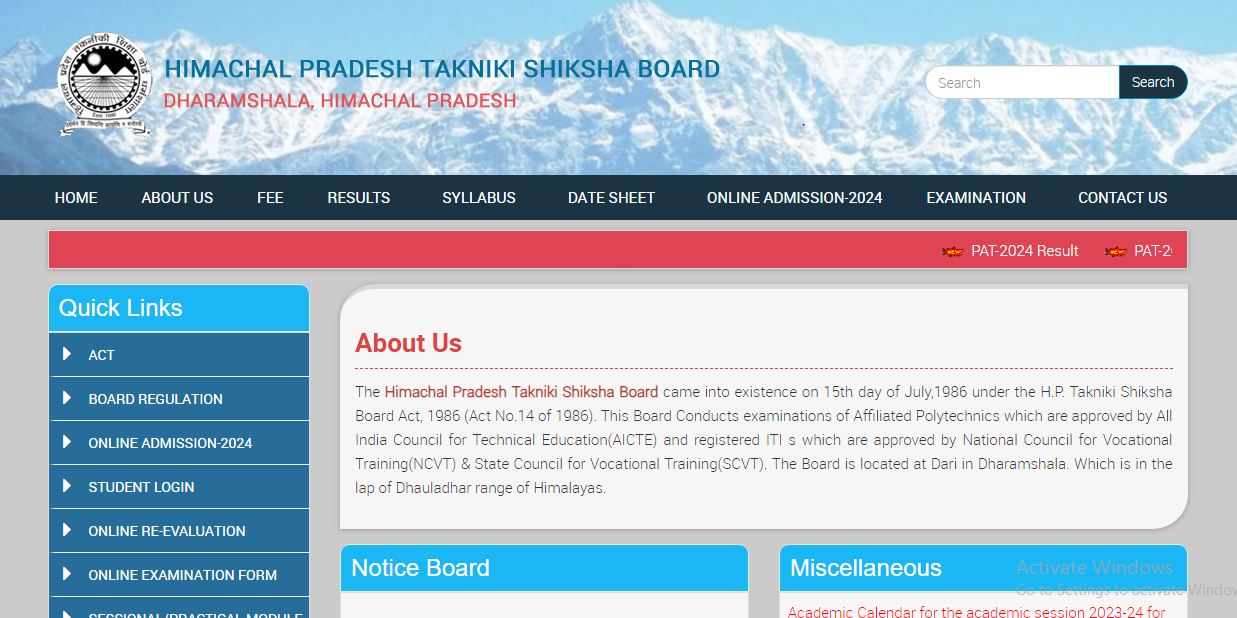 HIMACHAL PRADESH TAKNIKI SHIKSHA BOARD
DHARAMSHALA, HIMACHAL PRADESH
Search
Search
HOME
ABOUT US
FEE
RESULTS
SYLLABUS
DATE SHEET
ONLINE ADMISSION-2024
EXAMINATION
CONTACT US
PAT-2024 Result
Quick Links
ACT
BOARD REGULATION
ONLINE ADMISSION-2024
STUDENT LOGIN
ONLINE RE-EVALUATION
ONLINE EXAMINATION FORM
About Us
The Himachal Pradesh Takniki Shiksha Board came into existence on 15th day of July,1986 under the H.P. Takniki Shiksha
Board Act, 1986 (Act No.14 of 1986). This Board Conducts examinations of Affiliated Polytechnics which are approved by All
India Council for Technical Education(AICTE) and registered ITI s which are approved by National Council for Vocational
Training(NCVT) & State Council for Vocational Training(SCVT). The Board is located at Dari in Dharamshala. Which is in the
lap of Dhauladhar range of Himalayas.
Notice Board
Miscellaneous
Academic Calendar for the academic session 2023-24 for
Activate Windows
Go to Settings to activate Window